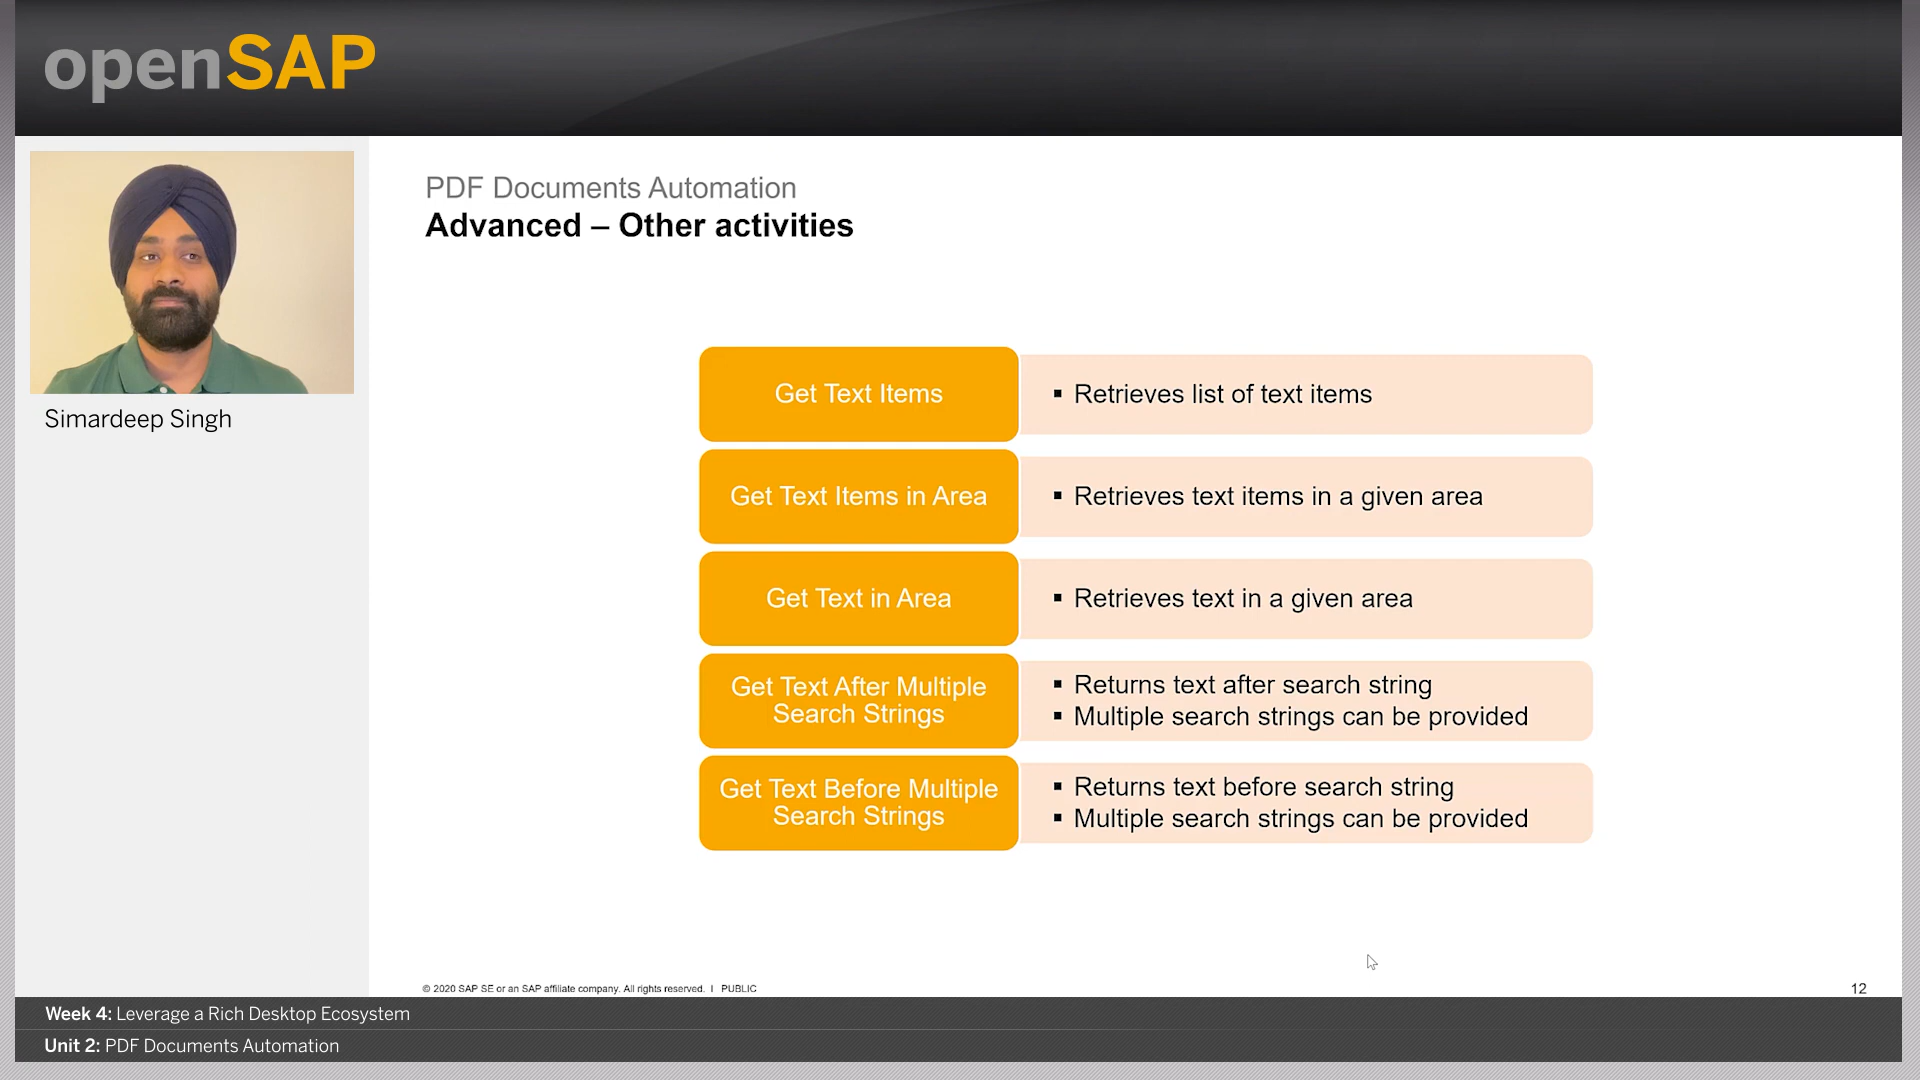 openSAP
Simardeep Singh
PDF Documents Automation
Advanced – Other activities
Get Text Items
▪ Retrieves list of text items
Get Text Items in Area
▪ Retrieves text items in a given area
Get Text in Area
▪ Retrieves text in a given area
Get Text After Multiple
Search Strings
▪ Returns text after search string
▪ Multiple search strings can be provided
Get Text Before Multiple
Search Strings
▪ Returns text before search string
▪ Multiple search strings can be provided
© 2020 SAP SE or an SAP affiliate company. All rights reserved. I PUBLIC
12
Week 4: Leverage a Rich Desktop Ecosystem
Unit 2: PDF Documents Automation